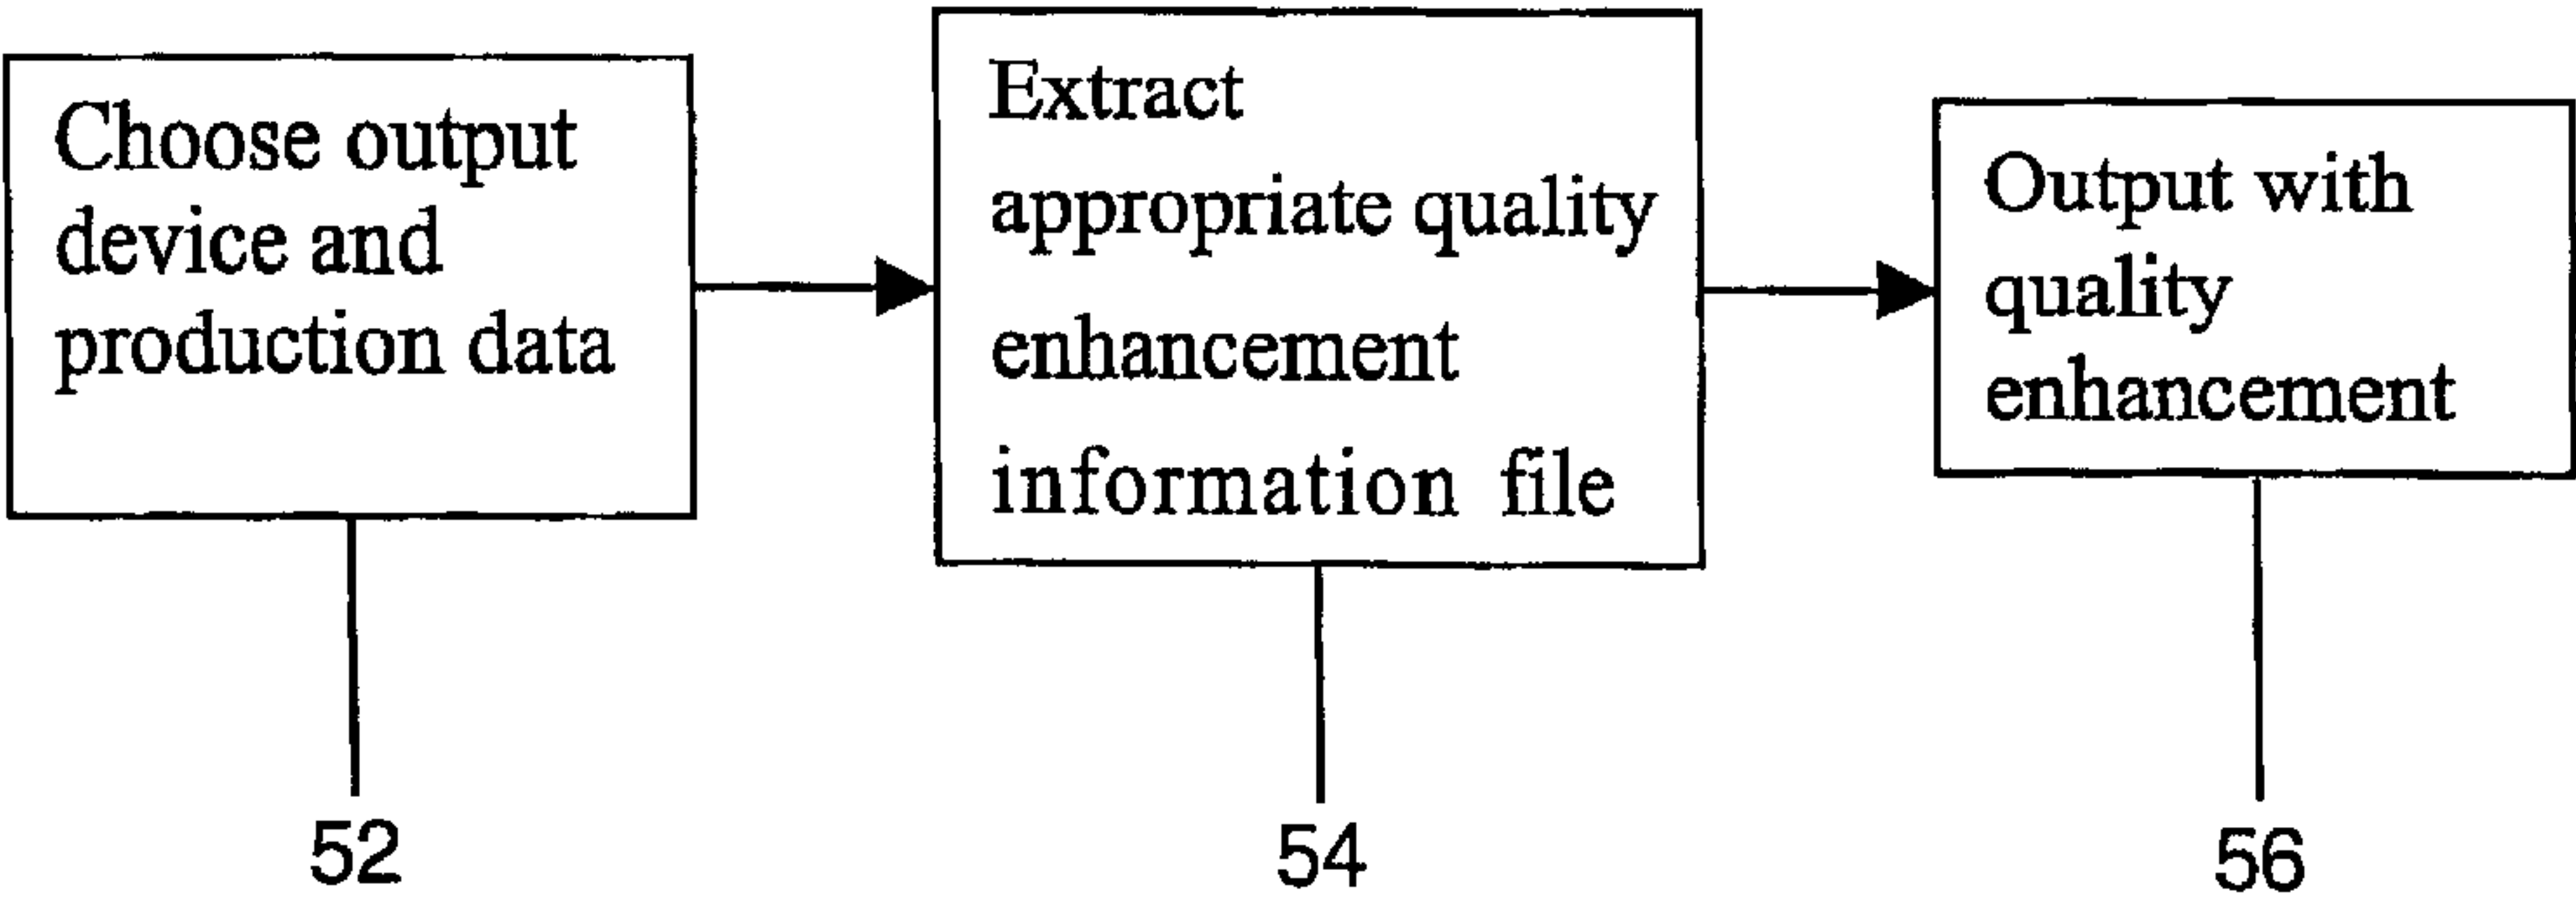 Choose output
device and
production data
Extract
appropriate quality
enhancement
information file
Output with
quality
enhancement
52
54
56